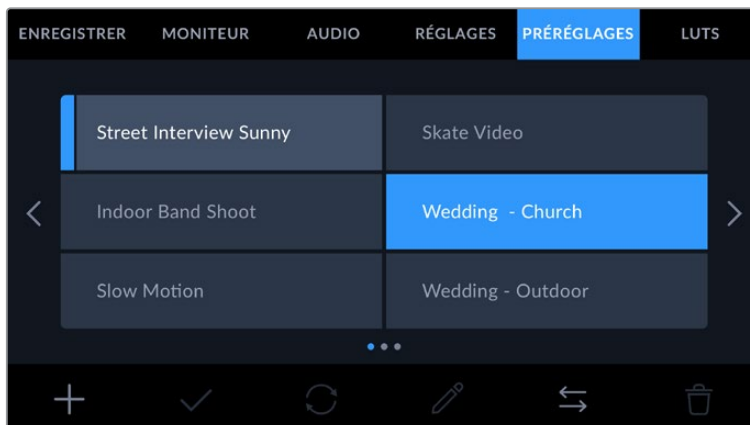 ENREGISTRER MONITEUR AUDIO RÉGLAGES PRÉRÉGLAGES LUTS
Street Interview Sunny Skate Video
Indoor Band Shoot Wedding - Church
Slow Motion Wedding - Outdoor